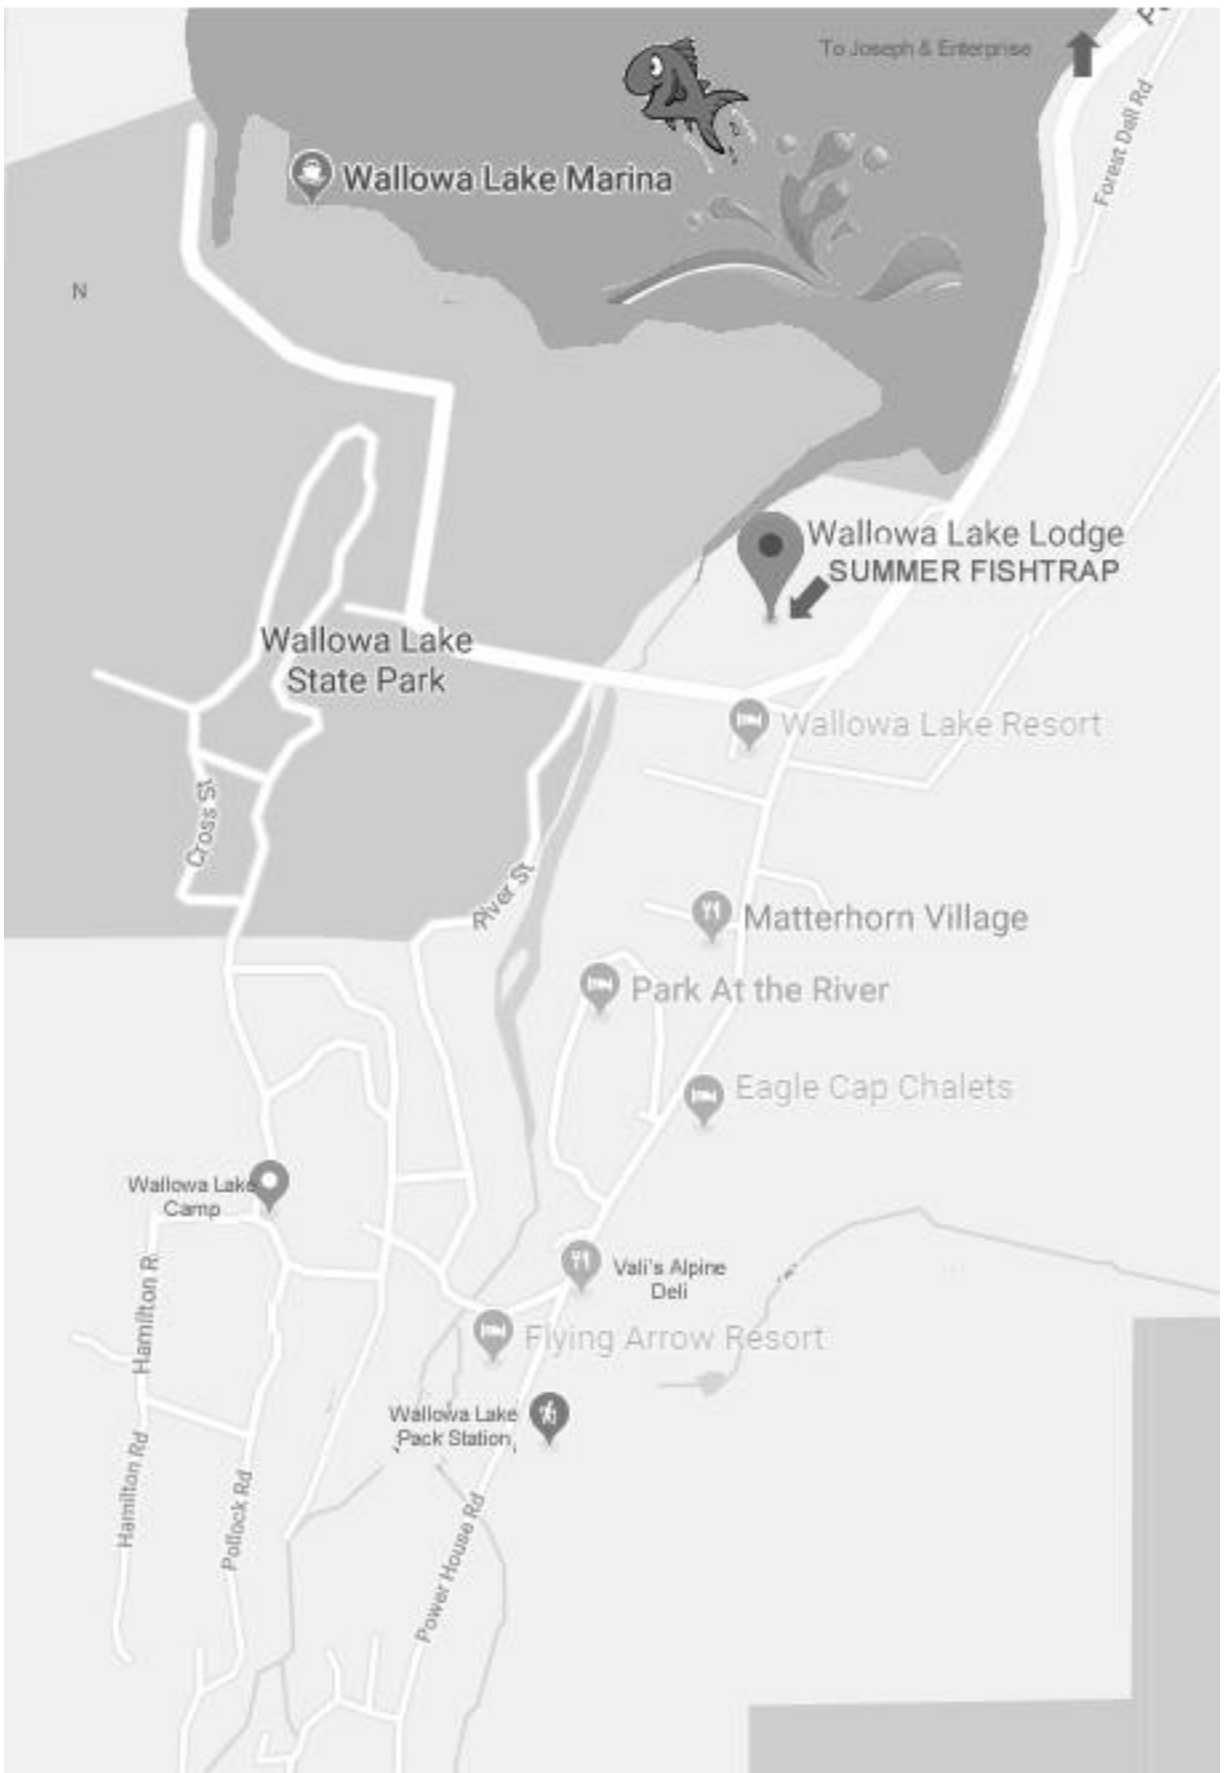 To Joseph & Enterprise
Forest Dall Rd
Wallowa Lake Marina
N
Wallowa Lake Lodge
SUMMER FISHTRAP
Wallowa Lake
State Park
Wallowa Lake Resort
Cross St
River St
Matterhorn Village
Park At the River
Eagle Cap Chalets
Wallowa Lake
Camp
Vali's Alpine
Deli
Hamilton R
Flying Arrow Resort
Wallowa Lake
Pack Station
Hamilton Rd
Pollock Rd
Power House Rd